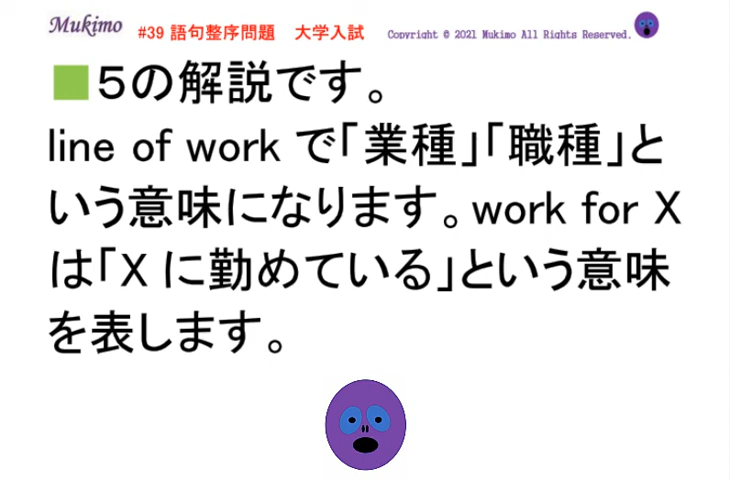 Mukimo #39 語句整序問題 大学入試 Copyright © 2021 Mukimo All Rights Reserved.
■５の解説です。
line of work で「業種」「職種」と
いう意味になります。work for X
は「X に勤めている」という意味
を表します。